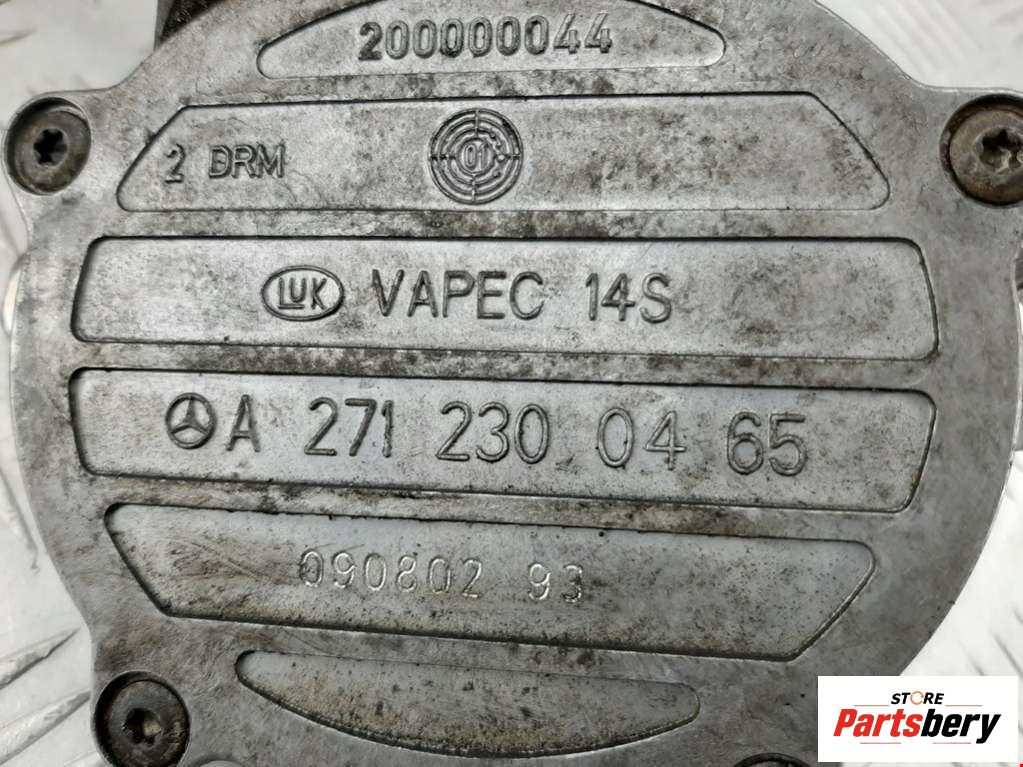 200000044
2 DRM 01
LUK VAPEC 14S
A 271 230 04 65
090802 93
STORE
Partsbery